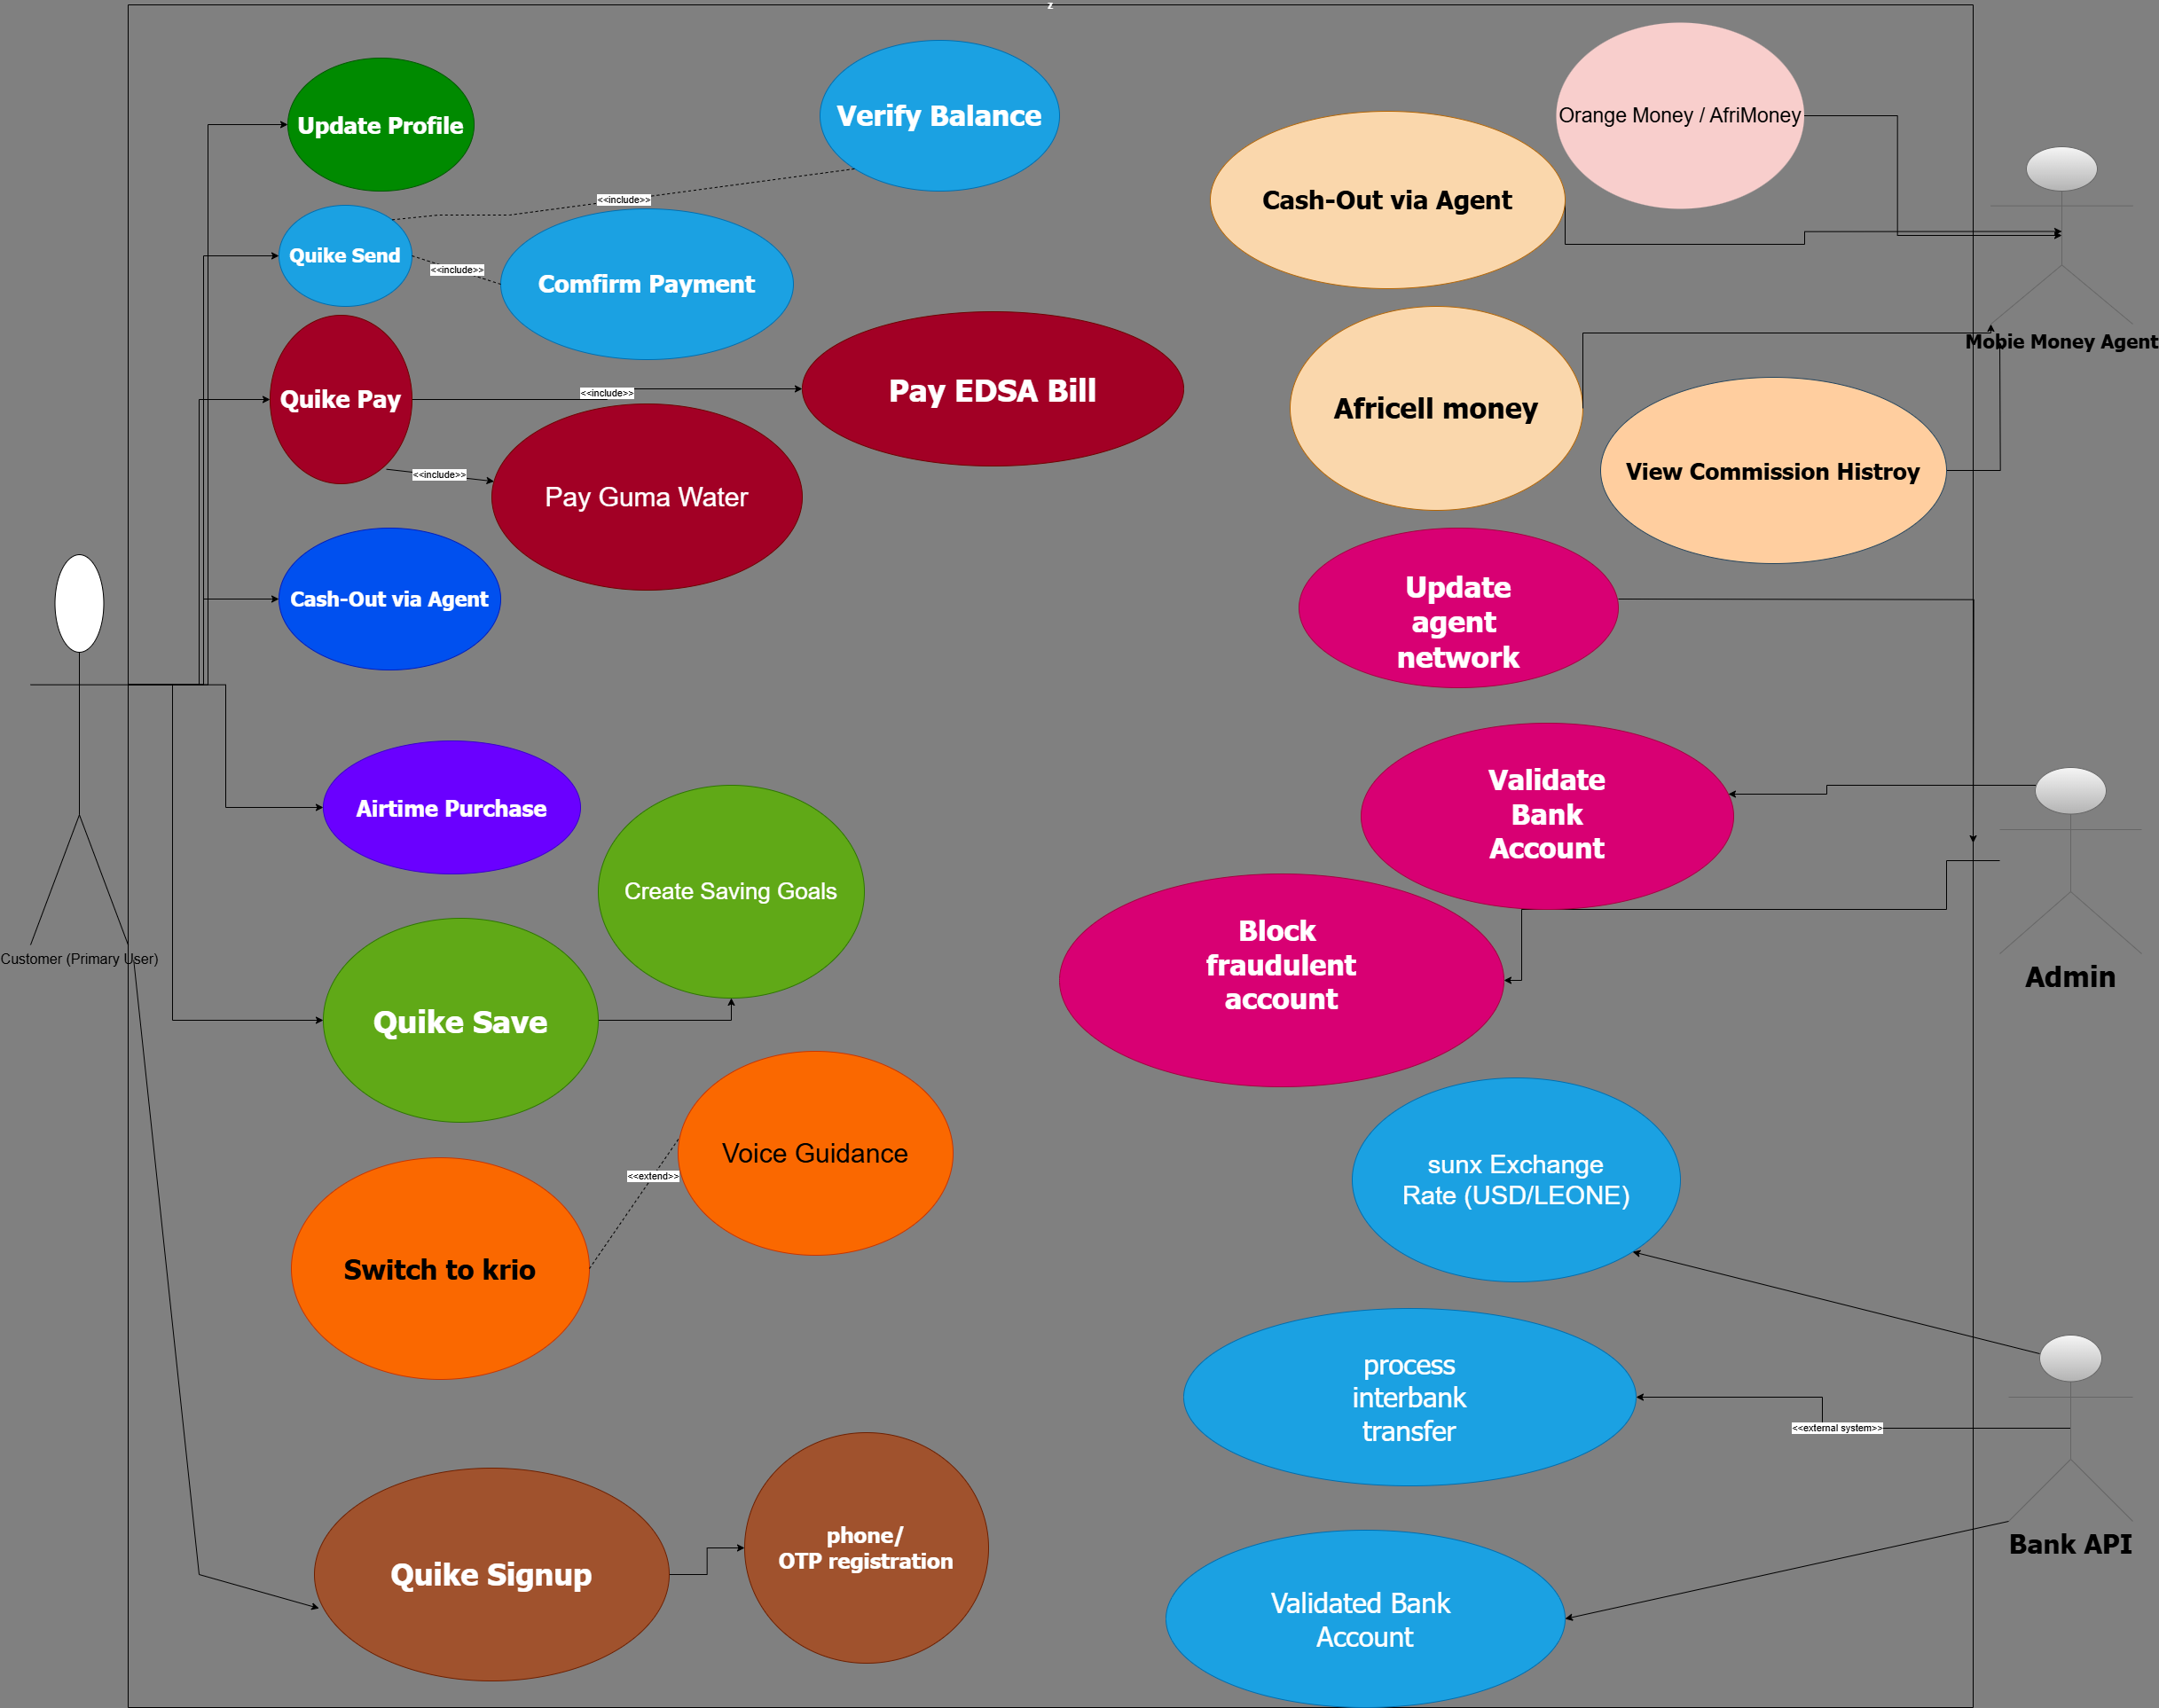 z
Update Profile
Verify Balance
Orange Money / AfriMoney
Cash-Out via Agent
<<include>>
Quike Send
<<include>>
Comfirm Payment
Mobie Money Agent
Quike Pay
<<include>>
Pay EDSA Bill
Africell money
View Commission Histroy
<<include>>
Pay Guma Water
Cash-Out via Agent
Update
agent
network
Airtime Purchase
Validate
Bank
Account
Create Saving Goals
Customer (Primary User)
Block
fraudulent
account
Admin
Quike Save
Voice Guidance
<<extend>>
Switch to krio
sunx Exchange
Rate (USD/LEONE)
process
interbank
transfer
<<external system>>
Bank API
Quike Signup
phone/
OTP registration
Validated Bank
Account